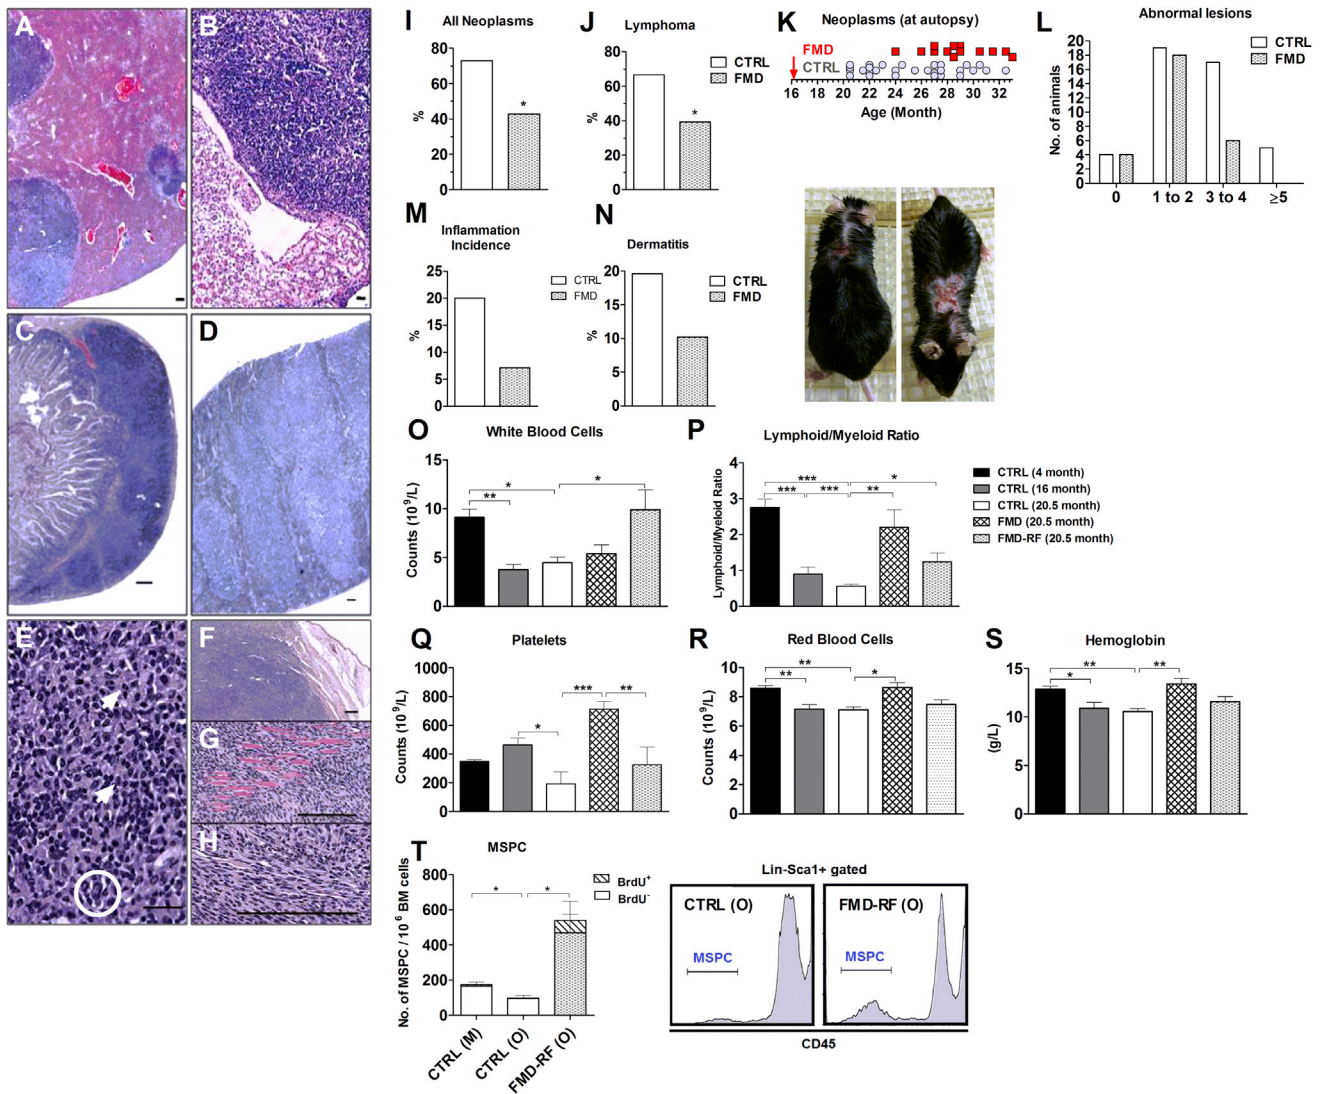 A
B
C
D
E
F
G
H
I
All Neoplasms
80
60
40
20
0
%
*
J
Lymphoma
80
60
40
20
0
%
*
CTRL
FMD
K
Neoplasms (at autopsy)
FMD
CTRL
16 18 20 22 24 26 28 30 32
Age (Month)
L
Abnormal lesions
No. of animals
20
18
16
14
12
10
8
6
4
2
0
0 1 to 2 3 to 4 ≥5
CTRL
FMD
M
Inflammation
Incidence
25
20
15
10
5
0
%
CTRL
FMD
N
Dermatitis
20
15
10
5
0
%
CTRL
FMD
O
White Blood Cells
Counts (10⁹/L)
15
10
5
0
**
*
*
P
Lymphoid/Myeloid Ratio
Lymphoid/Myeloid Ratio
4
3
2
1
0
*** *
*** *** **
CTRL (4 month)
CTRL (16 month)
CTRL (20.5 month)
FMD (20.5 month)
FMD-RF (20.5 month)
Q
Platelets
Counts (10⁹/L)
1000
800
600
400
200
0
*
*** **
R
Red Blood Cells
Counts (10⁹/L)
10
8
6
4
2
0
**
** *
S
Hemoglobin
(g/L)
15
10
5
0
** **
*
T
MSPC
No. of MSPC / 10⁶ BM cells
800
600
400
200
0
* *
BrdU⁺
BrdU⁻
CTRL (M)
CTRL (O)
FMD-RF (O)
Lin-Sca1+ gated
CTRL (O)
MSPC
FMD-RF (O)
MSPC
CD45